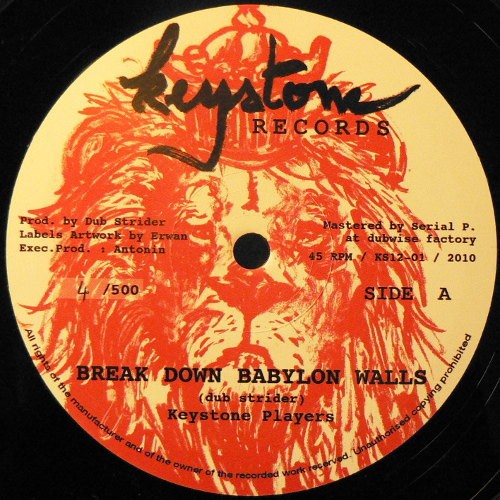 keystone
RECORDS
Prod. by Dub Strider
Labels Artwork by Erwan
Exec.Prod. : Antonin
Mastered by Serial P.
at dubwise factory
45 RPM / KS12-01 / 2010
4 /500
SIDE A
BREAK DOWN BABYLON WALLS
(dub strider)
Keystone Players
All rights of the manufacturer and of the owner of the recorded work reserved. Unauthorised copying prohibited